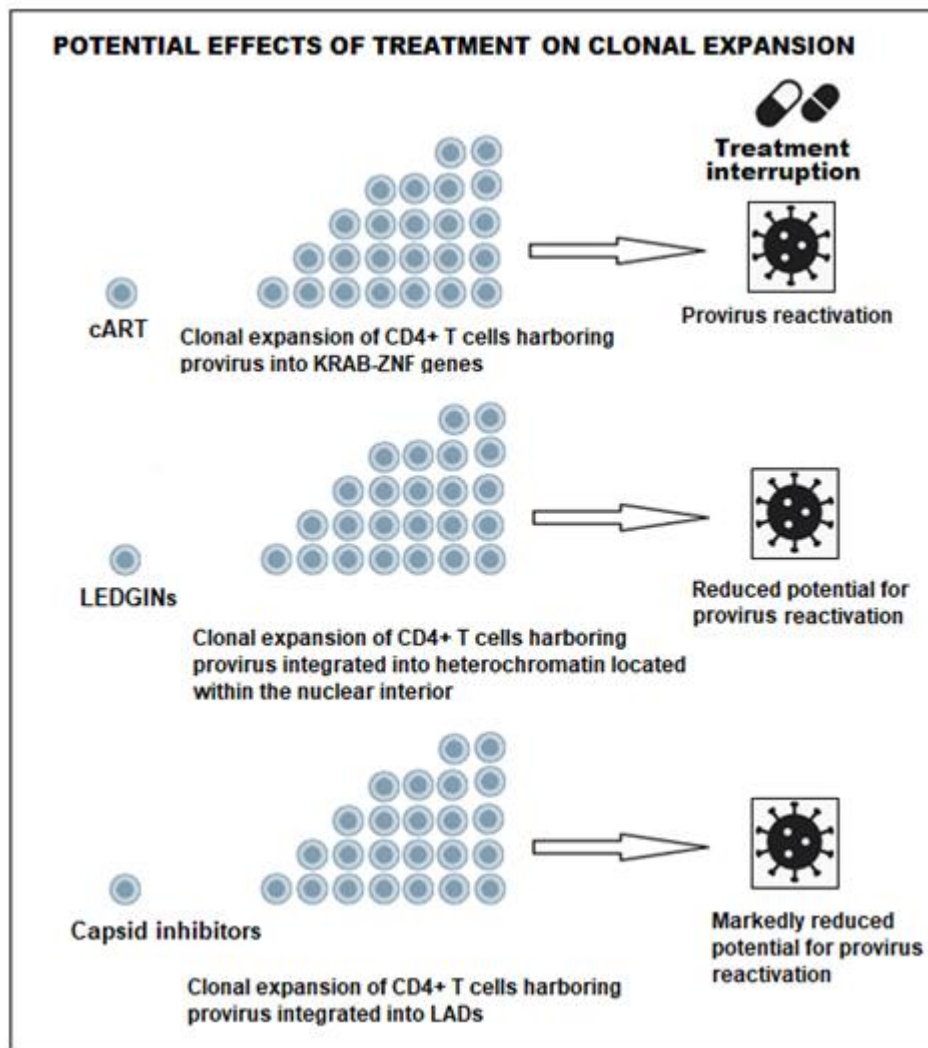 POTENTIAL EFFECTS OF TREATMENT ON CLONAL EXPANSION
Treatment
interruption
cART
Clonal expansion of CD4+ T cells harboring
provirus into KRAB-ZNF genes
Provirus reactivation
LEDGINs
Clonal expansion of CD4+ T cells harboring
provirus integrated into heterochromatin located
within the nuclear interior
Reduced potential for
provirus reactivation
Capsid inhibitors
Clonal expansion of CD4+ T cells harboring
provirus integrated into LADs
Markedly reduced
potential for provirus
reactivation